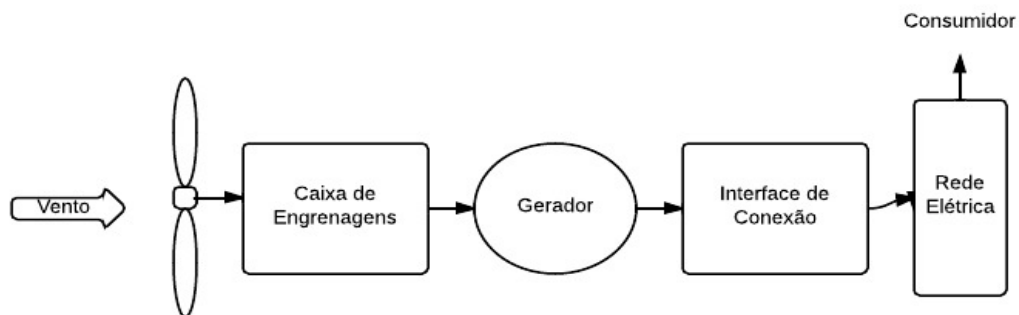 Consumidor
Vento
Caixa de
Engrenagens
Gerador
Interface de
Conexão
Rede
Elétrica